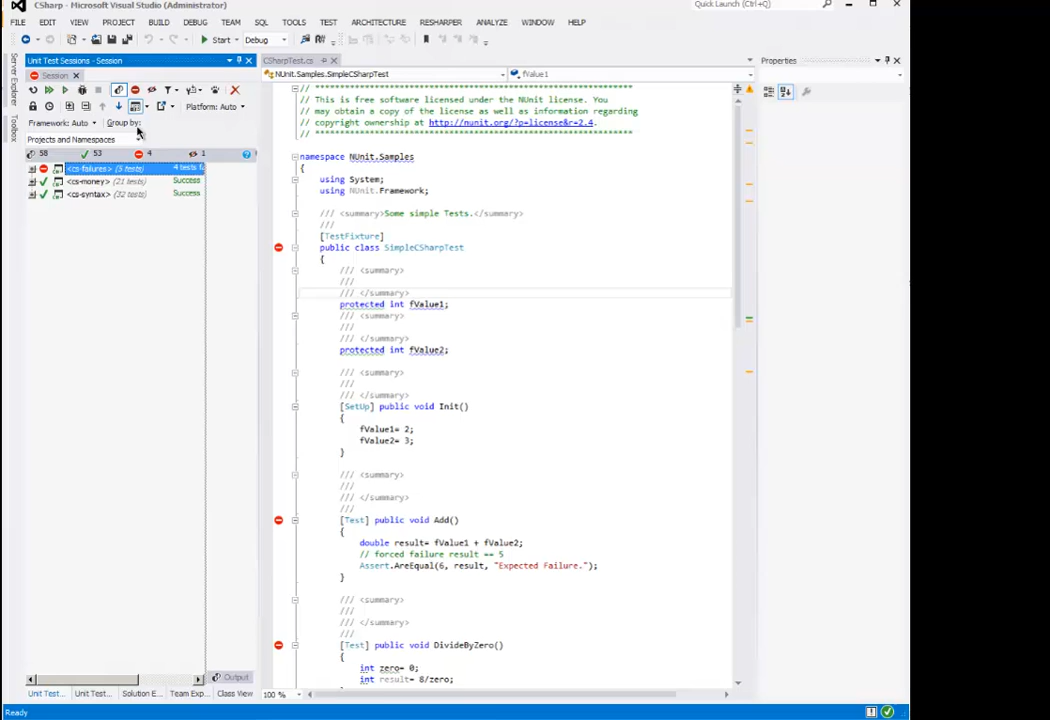 CSharp - Microsoft Visual Studio (Administrator)
Quick Launch (Ctrl+Q)
FILE EDIT VIEW PROJECT BUILD DEBUG TEAM SQL TOOLS TEST ARCHITECTURE RESHARPER ANALYZE WINDOW HELP
Start Debug
Server Explorer
Toolbox
Unit Test Sessions - Session
Session
Platform: Auto
Framework: Auto Group by:
Projects and Namespaces
58 53 4 1
<cs-failures> (5 tests) 4 tests fa
<cs-money> (21 tests) Success
<cs-syntax> (32 tests) Success
Output
Unit Test... Unit Test... Solution E... Team Exp... Class View
CSharpTest.cs
NUnit.Samples.SimpleCSharpTest fValue1
// ****************************************************************
// This is free software licensed under the NUnit license. You
// may obtain a copy of the license as well as information regarding
// copyright ownership at http://nunit.org/?p=license&r=2.4.
// ****************************************************************
namespace NUnit.Samples
{
using System;
using NUnit.Framework;
/// <summary>Some simple Tests.</summary>
///
[TestFixture]
public class SimpleCSharpTest
{
/// <summary>
///
/// </summary>
protected int fValue1;
/// <summary>
///
/// </summary>
protected int fValue2;
/// <summary>
///
/// </summary>
[SetUp] public void Init()
{
fValue1= 2;
fValue2= 3;
}
/// <summary>
///
/// </summary>
///
[Test] public void Add()
{
double result= fValue1 + fValue2;
// forced failure result == 5
Assert.AreEqual(6, result, "Expected Failure.");
}
/// <summary>
///
/// </summary>
///
[Test] public void DivideByZero()
{
int zero= 0;
int result= 8/zero;
100 %
Properties
Ready